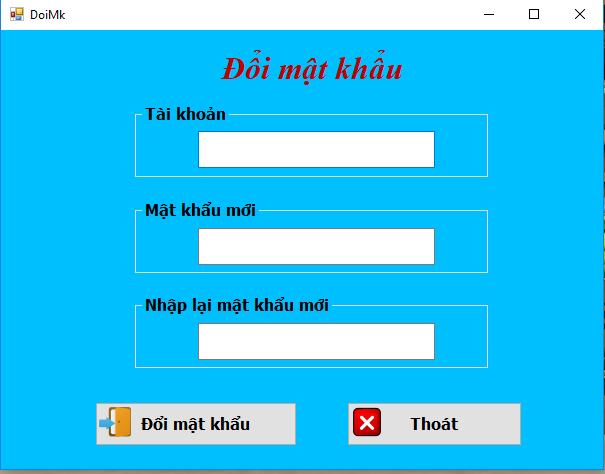 DoiMk
Đổi mật khẩu
Tài khoản
Mật khẩu mới
Nhập lại mật khẩu mới
Đổi mật khẩu
Thoát